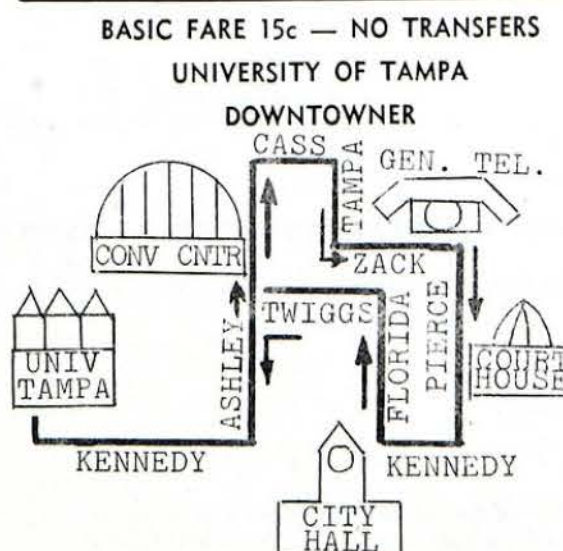 BASIC FARE 15c — NO TRANSFERS
UNIVERSITY OF TAMPA
DOWNTOWNER
CASS
TAMPA
GEN. TEL.
CONV CNTR
ZACK
TWIGGS
ASHLEY
FLORIDA
PIERCE
UNIV
TAMPA
COURT
HOUSE
KENNEDY
KENNEDY
CITY
HALL